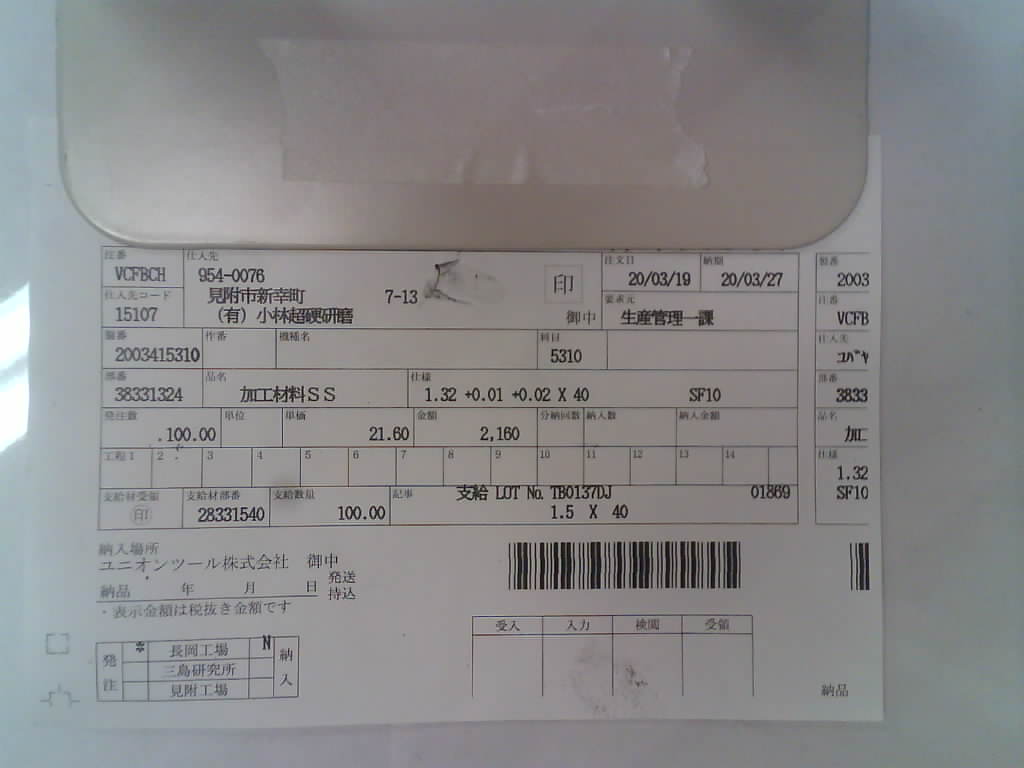 注番 仕入先 注文日 納期 製番
VCFBCH 954-0076 20/03/19 20/03/27 2003
仕入先コード 見附市新幸町 7-13 印 要求元 注番
15107 (有) 小林超硬研磨 御中 生産管理一課 VCFB
製番 作番 機種名 科目 仕入先
2003415310 5310 ﾕﾊﾞﾔ
部番 品名 仕様 部番
38331324 加工材料SS 1.32 +0.01 +0.02 X 40 SF10 3833
発注数 単位 単価 金額 分納回数 納入数 納入金額 品名
100.00 21.60 2,160 加工
工程1 2 3 4 5 6 7 8 9 10 11 12 13 14 仕様
1.32
支給材受領 支給材部番 支給数量 記事 支給 LOT No. TB0137DJ 01869 SF10
印 28331540 100.00 1.5 X 40
納入場所
ユニオンツール株式会社 御中
納品 年 月 日 発送
持込
・表示金額は税抜き金額です
発注 * 長岡工場 N 納入
三島研究所
見附工場
受入 入力 検閲 受領
納品